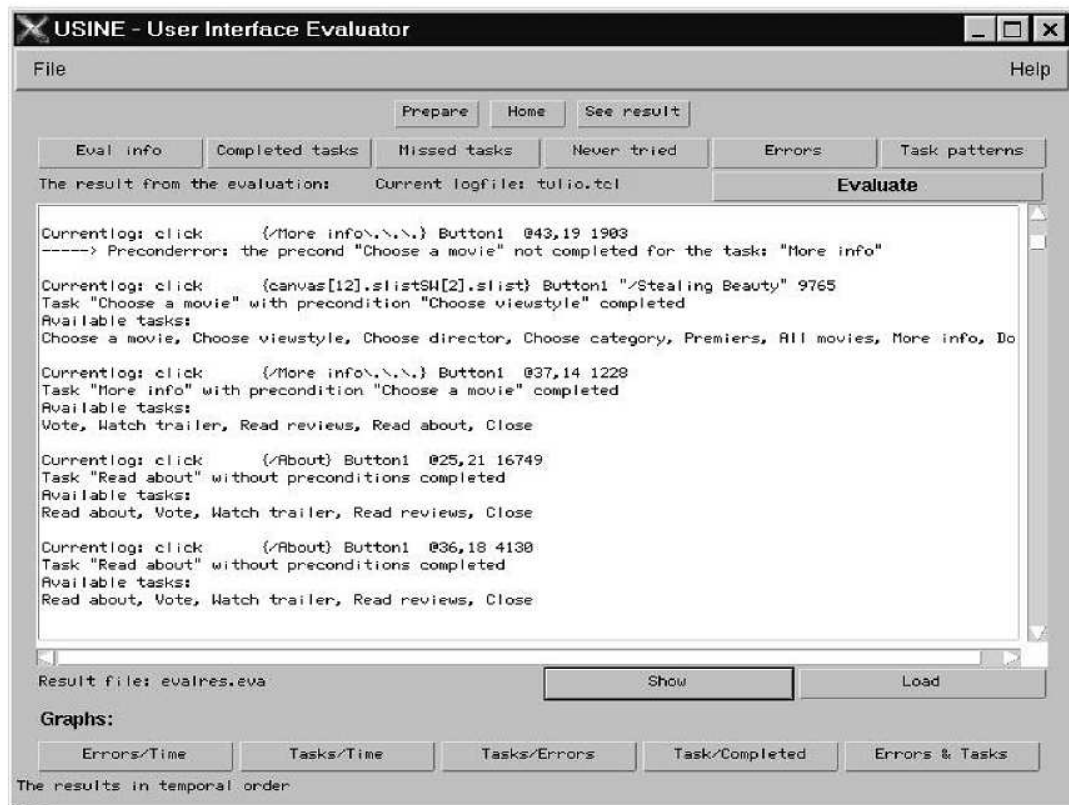 USINE - User Interface Evaluator
File Help
Prepare Home See result
Eval info Completed tasks Missed tasks Never tried Errors Task patterns
The result from the evaluation: Current logfile: tulio.tcl Evaluate
Currentlog: click {/More info\.\.\.} Button1 @43,19 1903
-----> Preconderror: the precond "Choose a movie" not completed for the task: "More info"
Currentlog: click {canvas[12].slistSW[2].slist} Button1 "/Stealing Beauty" 9765
Task "Choose a movie" with precondition "Choose viewstyle" completed
Available tasks:
Choose a movie, Choose viewstyle, Choose director, Choose category, Premiers, All movies, More info, Do
Currentlog: click {/More info\.\.\.} Button1 @37,14 1228
Task "More info" with precondition "Choose a movie" completed
Available tasks:
Vote, Watch trailer, Read reviews, Read about, Close
Currentlog: click {/About} Button1 @25,21 16749
Task "Read about" without preconditions completed
Available tasks:
Read about, Vote, Watch trailer, Read reviews, Close
Currentlog: click {/About} Button1 @36,18 4130
Task "Read about" without preconditions completed
Available tasks:
Read about, Vote, Watch trailer, Read reviews, Close
Result file: evalres.eva Show Load
Graphs:
Errors/Time Tasks/Time Tasks/Errors Task/Completed Errors & Tasks
The results in temporal order